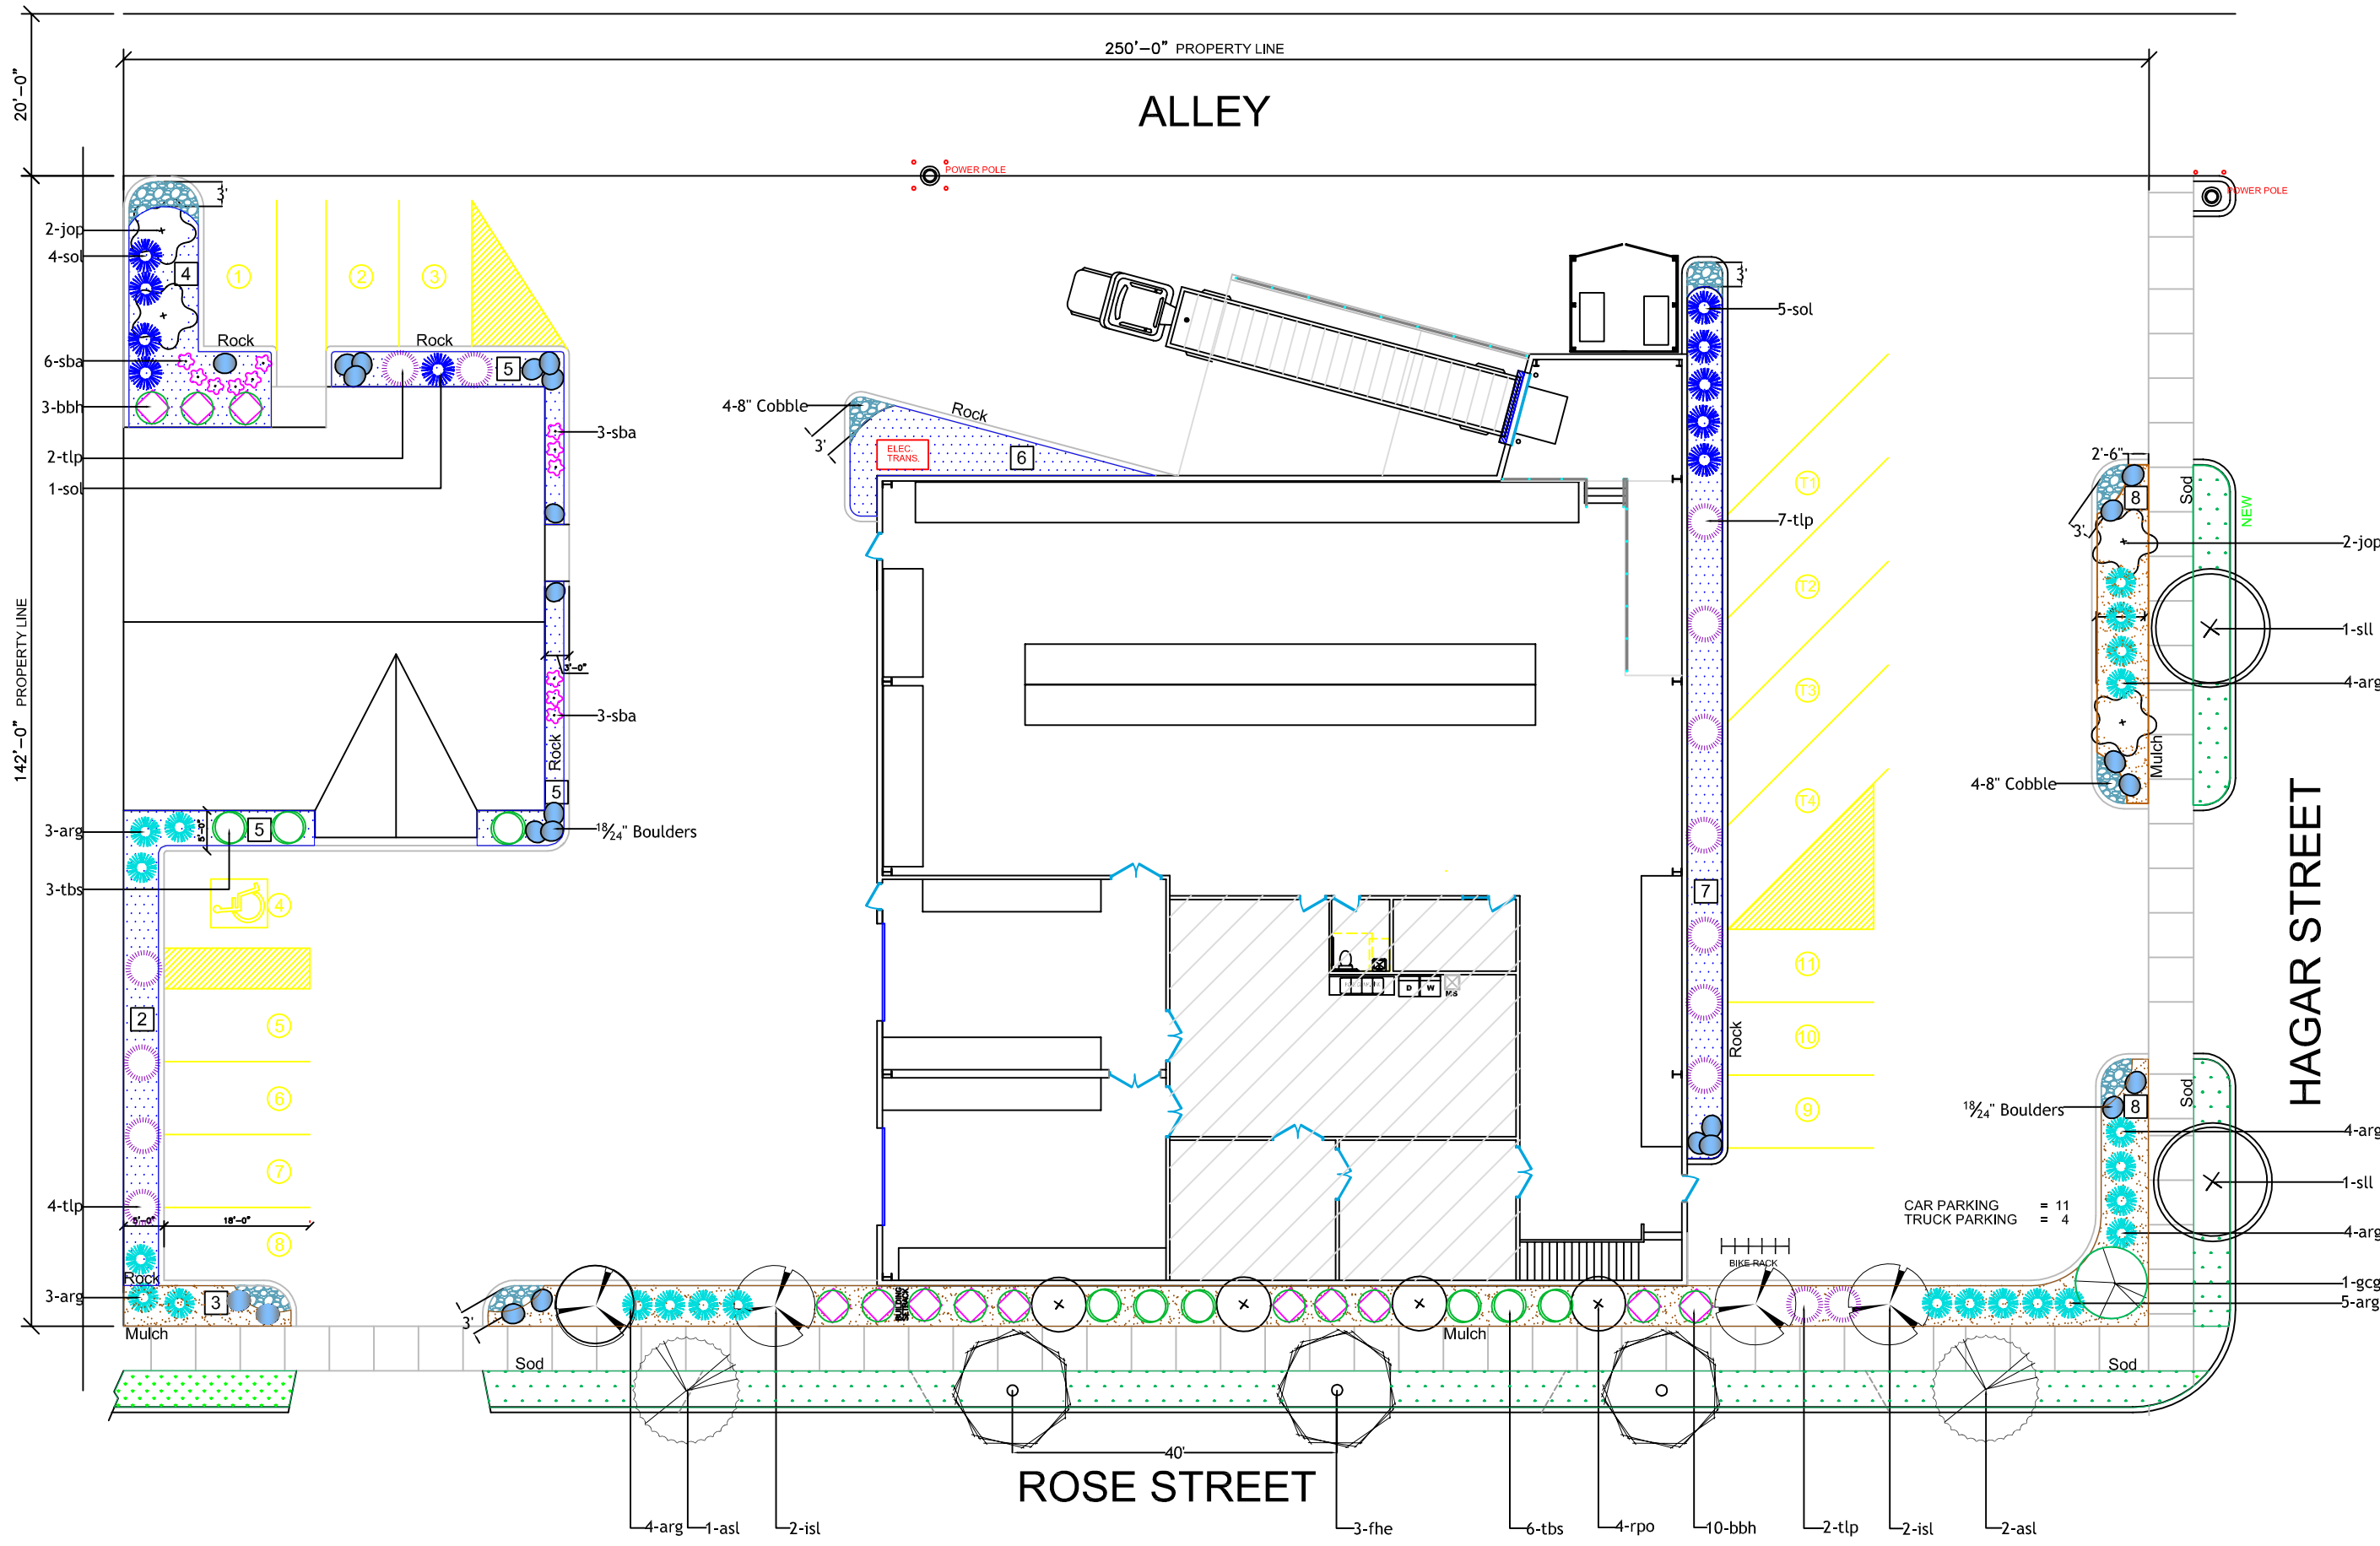 250'-0" PROPERTY LINE
20'-0"
ALLEY
POWER POLE
POWER POLE
3'
2-jop
4-sol
4
1
2
3
3'
5-sol
Rock
Rock
6-sba
5
3-bbh
4-8" Cobble
Rock
3-sba
3'
ELEC.
TRANS.
6
2-tlp
1-sol
2'-6"
8
Sod
NEW
T1
7-tlp
3'
2-jop
T2
1-sll
142'-0" PROPERTY LINE
3'-0"
T3
4-arg
3-sba
Rock
Mulch
5
4-8" Cobble
T4
3-arg
5'-0"
5
18/24" Boulders
HAGAR STREET
3-tbs
7
4
11
D W
MS
2
5
Rock
10
6
Sod
9
18/24" Boulders
8
4-arg
7
1-sll
4-tlp
18'-0"
CAR PARKING = 11
TRUCK PARKING = 4
4-arg
8
BIKE RACK
Rock
1-gcg
3-arg
3
BUILDING
SETBACK
5-arg
3'
Mulch
Mulch
Sod
Sod
40'
ROSE STREET
4-arg
1-asl
2-isl
3-fhe
6-tbs
4-rpo
10-bbh
2-tlp
2-isl
2-asl